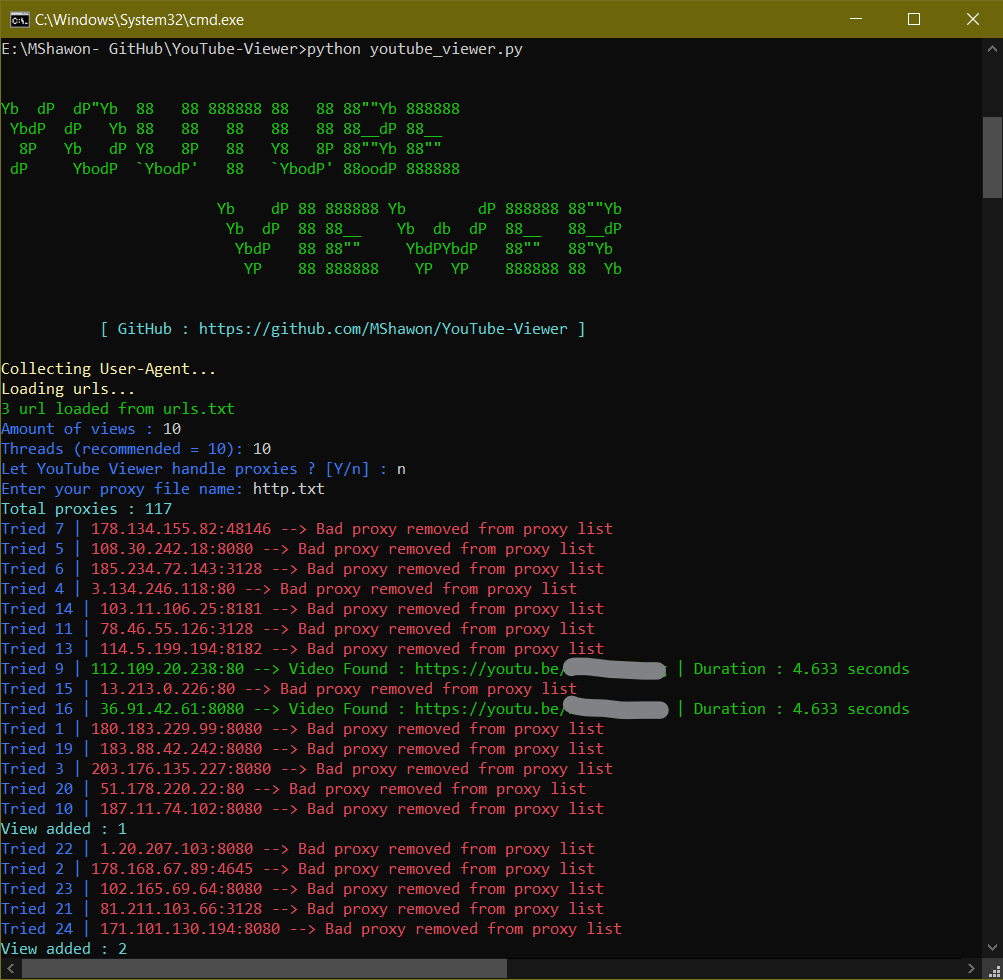 C:\Windows\System32\cmd.exe
E:\MShawon- GitHub\YouTube-Viewer>python youtube_viewer.py
Yb  dP  dP"Yb  88   88 888888 88   88 88""Yb 888888
 YbdP  dP   Yb 88   88   88   88   88 88__dP 88__
  8P   Yb   dP Y8   8P   88   Y8   8P 88""Yb 88""
 dP     YbodP  `YbodP'   88   `YbodP' 88oodP 888888
                        Yb    dP 88 888888 Yb        dP 888888 88""Yb
                         Yb  dP  88 88__    Yb  db  dP  88__   88__dP
                          YbdP   88 88""     YbdPYbdP   88""   88"Yb
                           YP    88 888888    YP  YP    888888 88  Yb
[ GitHub : https://github.com/MShawon/YouTube-Viewer ]
Collecting User-Agent...
Loading urls...
3 url loaded from urls.txt
Amount of views : 10
Threads (recommended = 10): 10
Let YouTube Viewer handle proxies ? [Y/n] : n
Enter your proxy file name: http.txt
Total proxies : 117
Tried 7 | 178.134.155.82:48146 --> Bad proxy removed from proxy list
Tried 5 | 108.30.242.18:8080 --> Bad proxy removed from proxy list
Tried 6 | 185.234.72.143:3128 --> Bad proxy removed from proxy list
Tried 4 | 3.134.246.118:80 --> Bad proxy removed from proxy list
Tried 14 | 103.11.106.25:8181 --> Bad proxy removed from proxy list
Tried 11 | 78.46.55.126:3128 --> Bad proxy removed from proxy list
Tried 13 | 114.5.199.194:8182 --> Bad proxy removed from proxy list
Tried 9 | 112.109.20.238:80 --> Video Found : https://youtu.be/ | Duration : 4.633 seconds
Tried 15 | 13.213.0.226:80 --> Bad proxy removed from proxy list
Tried 16 | 36.91.42.61:8080 --> Video Found : https://youtu.be/ | Duration : 4.633 seconds
Tried 1 | 180.183.229.99:8080 --> Bad proxy removed from proxy list
Tried 19 | 183.88.42.242:8080 --> Bad proxy removed from proxy list
Tried 3 | 203.176.135.227:8080 --> Bad proxy removed from proxy list
Tried 20 | 51.178.220.22:80 --> Bad proxy removed from proxy list
Tried 10 | 187.11.74.102:8080 --> Bad proxy removed from proxy list
View added : 1
Tried 22 | 1.20.207.103:8080 --> Bad proxy removed from proxy list
Tried 2 | 178.168.67.89:4645 --> Bad proxy removed from proxy list
Tried 23 | 102.165.69.64:8080 --> Bad proxy removed from proxy list
Tried 21 | 81.211.103.66:3128 --> Bad proxy removed from proxy list
Tried 24 | 171.101.130.194:8080 --> Bad proxy removed from proxy list
View added : 2